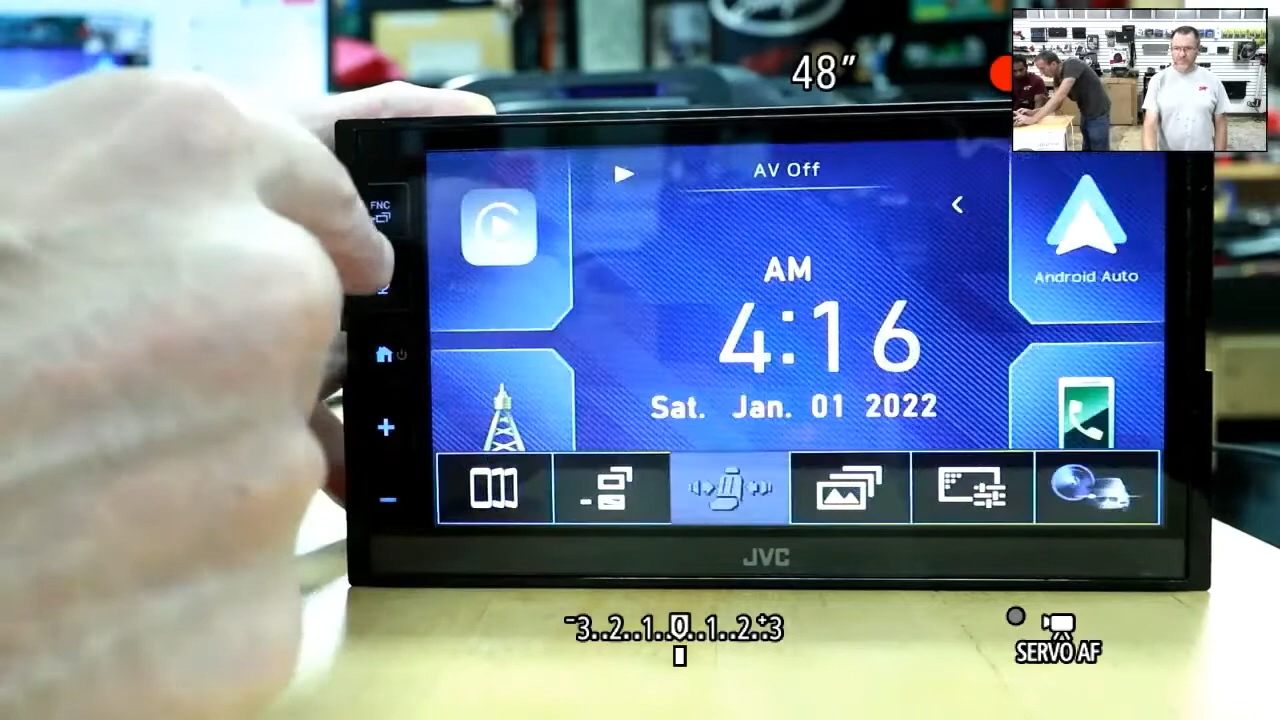 48”
AV Off
FNC
Android Auto
AM
4:16
Sat. Jan. 01 2022
JVC
-3..2..1..0..1..2.+3
SERVO AF